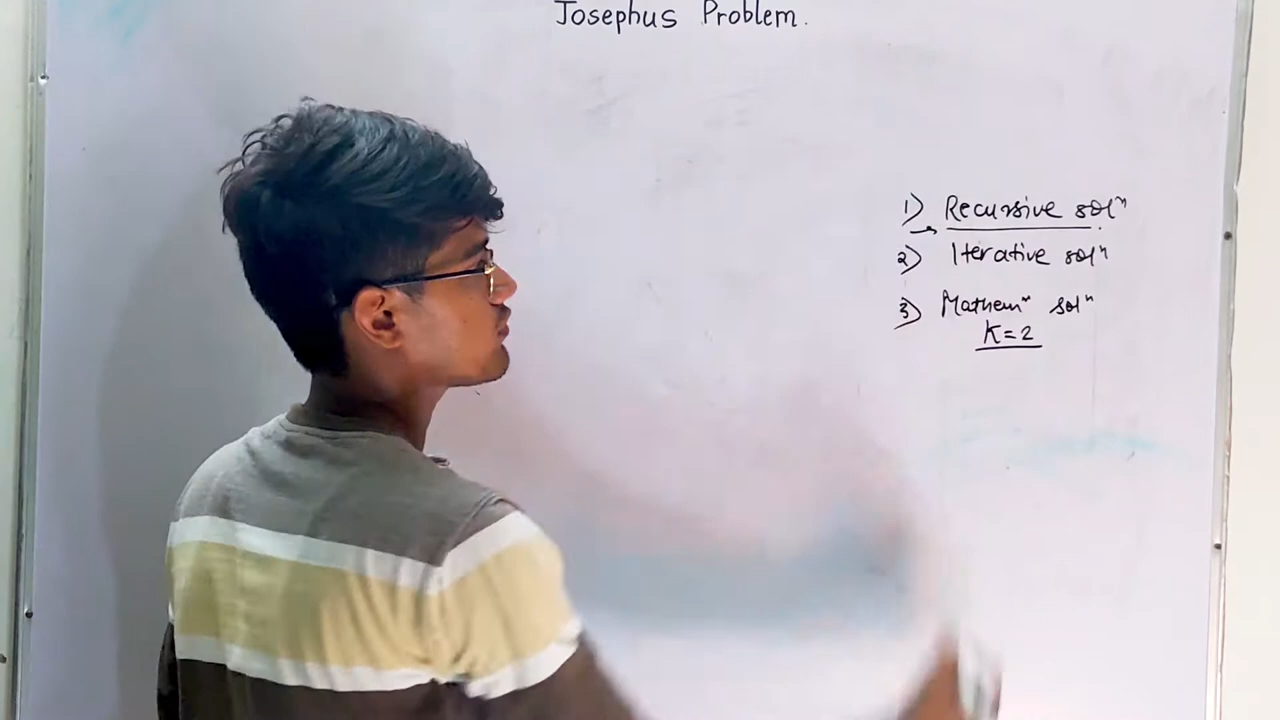 Josephus Problem.
1) Recursive solⁿ
2) Iterative solⁿ
3) Mathemⁿ solⁿ
K=2